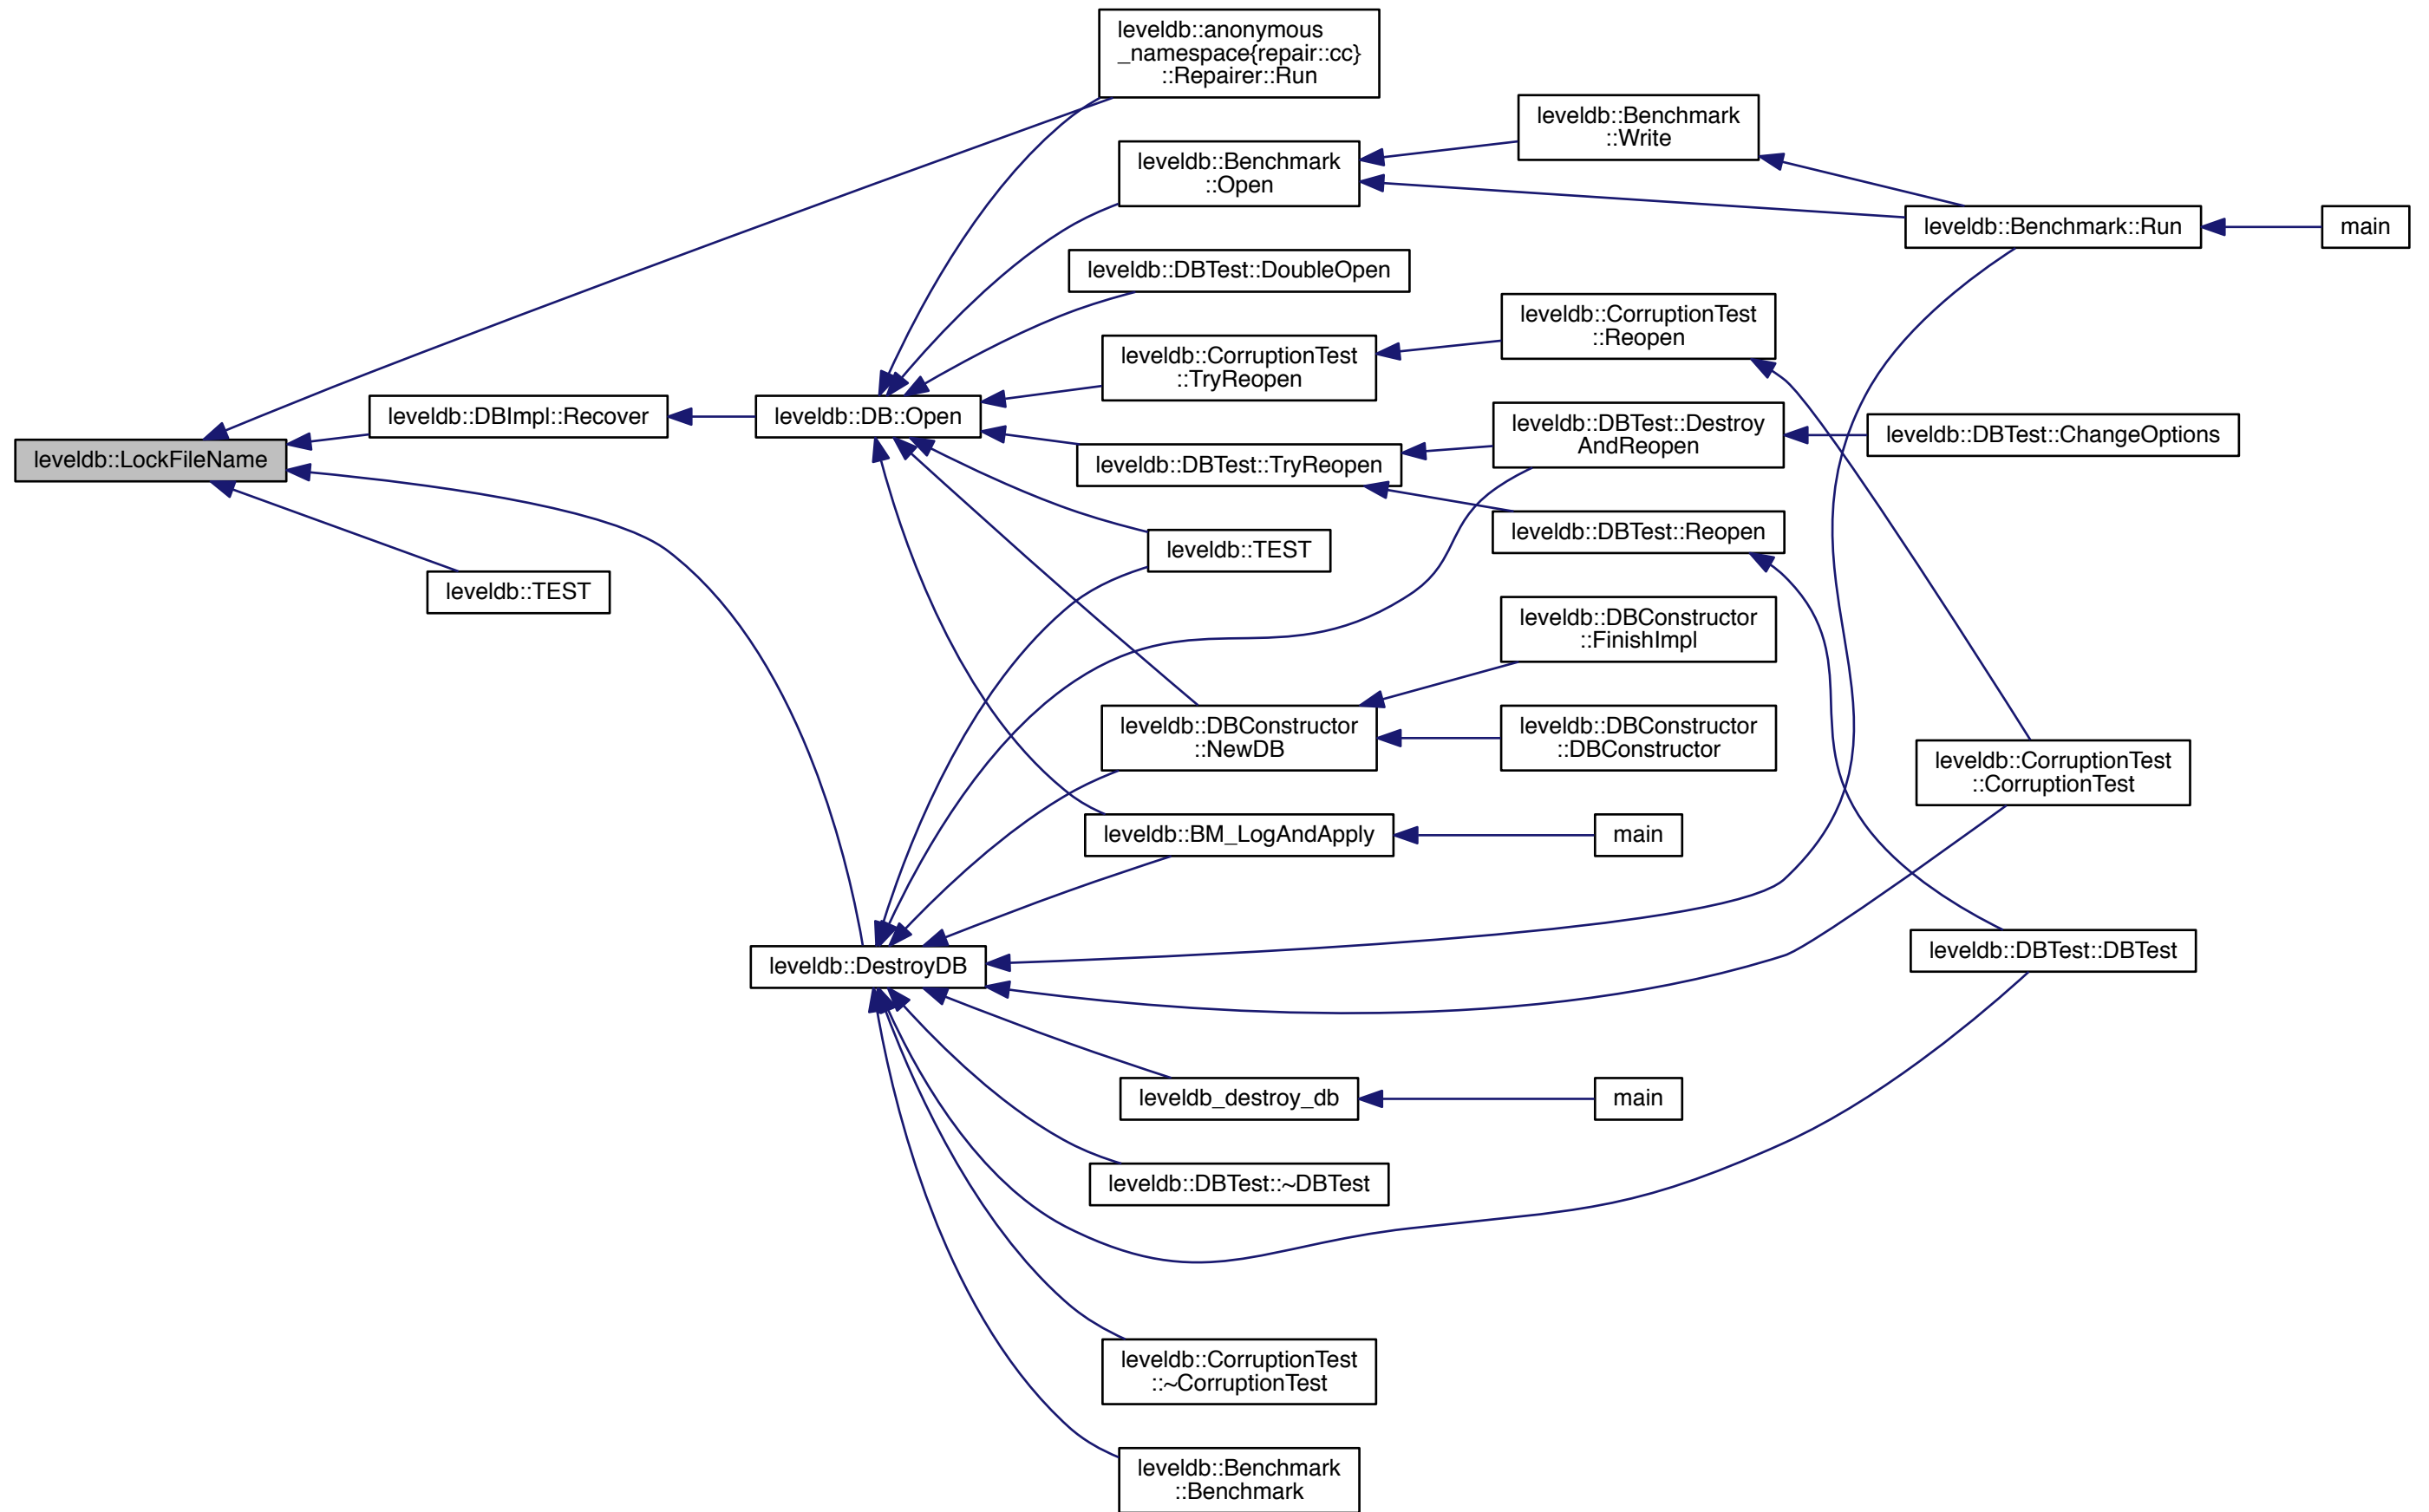 leveldb::anonymous
_namespace{repair::cc}
::Repairer::Run
leveldb::Benchmark
::Write
leveldb::Benchmark
::Open
leveldb::Benchmark::Run
main
leveldb::DBTest::DoubleOpen
leveldb::CorruptionTest
::Reopen
leveldb::CorruptionTest
::TryReopen
leveldb::DBImpl::Recover
leveldb::DB::Open
leveldb::DBTest::Destroy
AndReopen
leveldb::DBTest::ChangeOptions
leveldb::LockFileName
leveldb::DBTest::TryReopen
leveldb::DBTest::Reopen
leveldb::TEST
leveldb::TEST
leveldb::DBConstructor
::FinishImpl
leveldb::DBConstructor
::NewDB
leveldb::DBConstructor
::DBConstructor
leveldb::CorruptionTest
::CorruptionTest
leveldb::BM_LogAndApply
main
leveldb::DBTest::DBTest
leveldb::DestroyDB
leveldb_destroy_db
main
leveldb::DBTest::~DBTest
leveldb::CorruptionTest
::~CorruptionTest
leveldb::Benchmark
::Benchmark